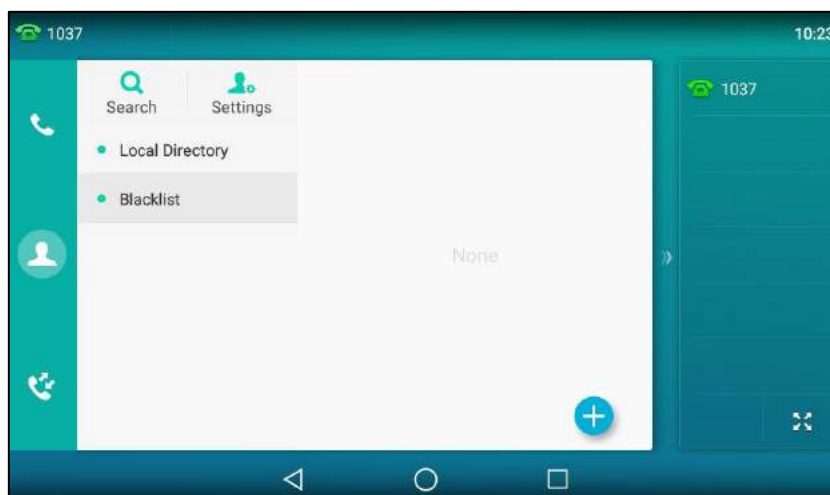 1037
10:23
Search
Settings
1037
Local Directory
Blacklist
None